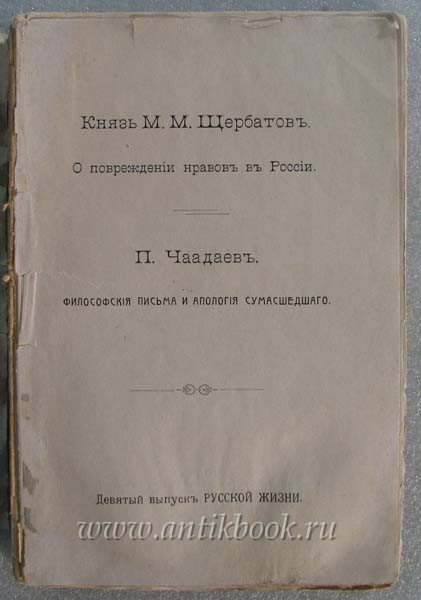 Князь М. М. Щербатовъ.
О поврежденіи нравовъ въ Россіи.
П. Чаадаевъ.
ФИЛОСОФСКІЯ ПИСЬМА И АПОЛОГІЯ СУМАСШЕДШАГО.
Девятый выпускъ РУССКОЙ ЖИЗНИ.
www.antikbook.ru